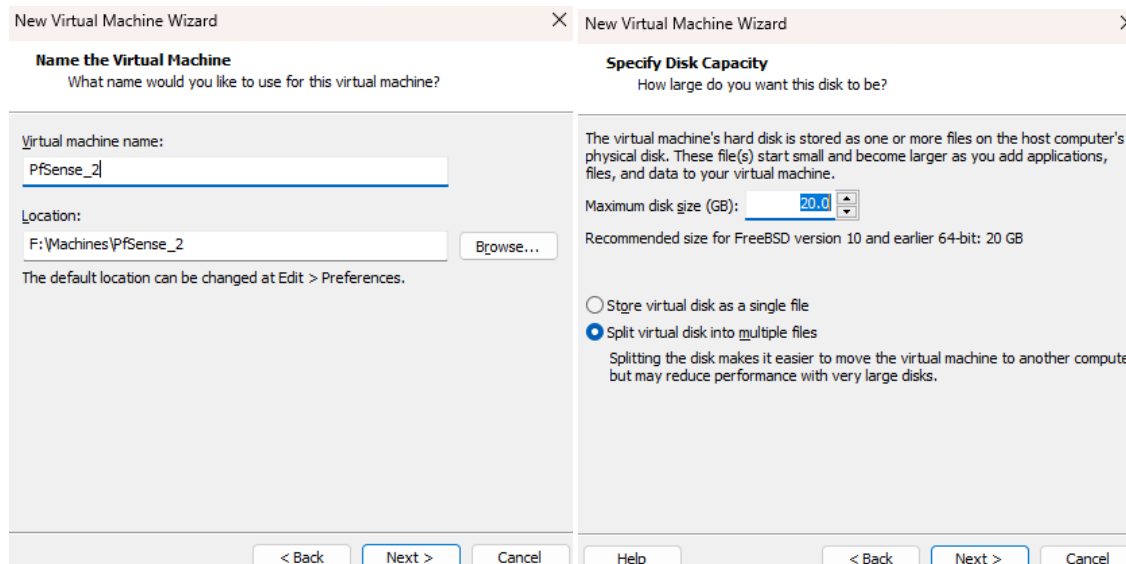 New Virtual Machine Wizard
Name the Virtual Machine
What name would you like to use for this virtual machine?
Virtual machine name:
PfSense_2
Location:
F:\Machines\PfSense_2
Browse...
The default location can be changed at Edit > Preferences.
< Back
Next >
Cancel
New Virtual Machine Wizard
Specify Disk Capacity
How large do you want this disk to be?
The virtual machine's hard disk is stored as one or more files on the host computer's
physical disk. These file(s) start small and become larger as you add applications,
files, and data to your virtual machine.
Maximum disk size (GB):
20.0
Recommended size for FreeBSD version 10 and earlier 64-bit: 20 GB
Store virtual disk as a single file
Split virtual disk into multiple files
Splitting the disk makes it easier to move the virtual machine to another compute
but may reduce performance with very large disks.
Help
< Back
Next >
Cancel